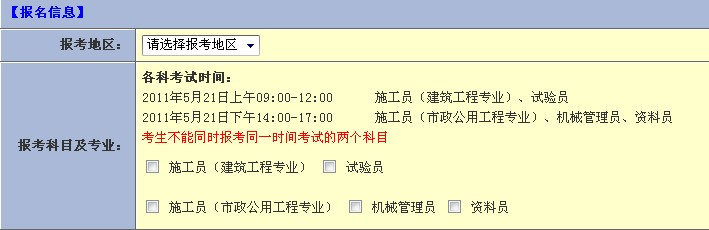 【报名信息】
报考地区： 请选择报考地区
各科考试时间：
2011年5月21日上午09:00-12:00 施工员（建筑工程专业）、试验员
2011年5月21日下午14:00-17:00 施工员（市政公用工程专业）、机械管理员、资料员
考生不能同时报考同一时间考试的两个科目
报考科目及专业：
施工员（建筑工程专业） 试验员
施工员（市政公用工程专业） 机械管理员 资料员